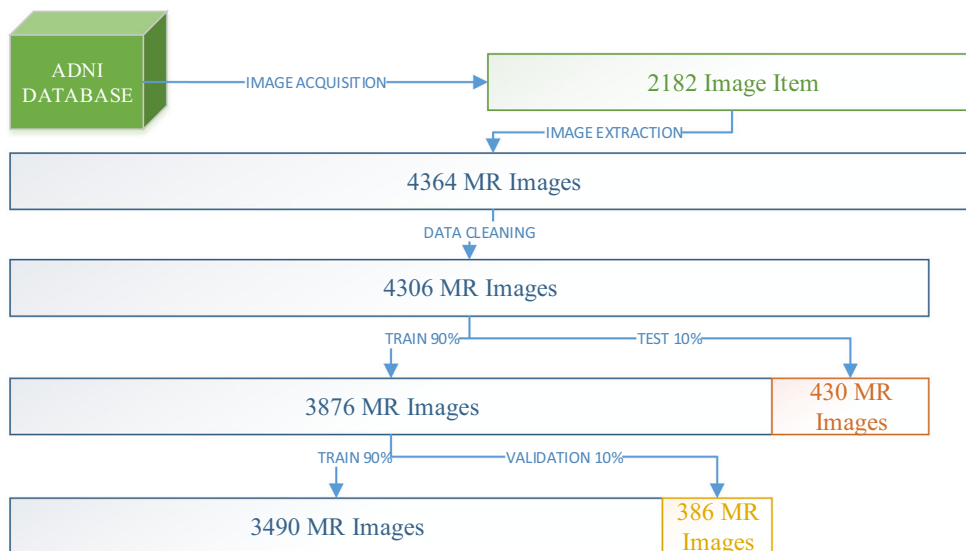 ADNI
DATABASE
IMAGE ACQUISITION
2182 Image Item
IMAGE EXTRACTION
4364 MR Images
DATA CLEANING
4306 MR Images
TRAIN 90%
TEST 10%
3876 MR Images
430 MR
Images
TRAIN 90%
VALIDATION 10%
3490 MR Images
386 MR
Images